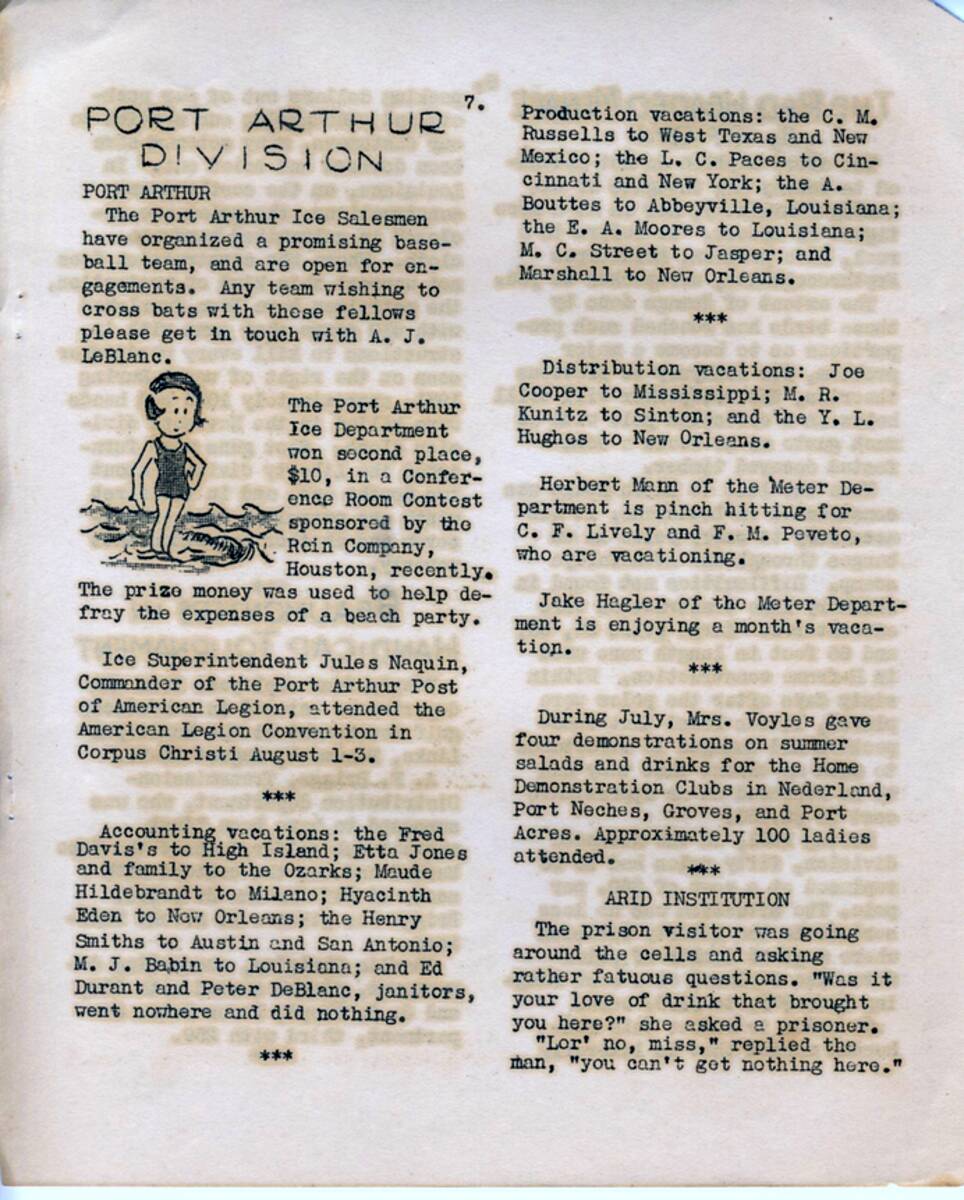 7.
PORT ARTHUR
DIVISION
PORT ARTHUR
The Port Arthur Ice Salesmen
have organized a promising base-
ball team, and are open for en-
gagements. Any team wishing to
cross bats with these fellows
please get in touch with A. J.
LeBlanc.
The Port Arthur
Ice Department
won second place,
$10, in a Confer-
ence Room Contest
sponsored by the
Rein Company,
Houston, recently.
The prize money was used to help de-
fray the expenses of a beach party.
Ice Superintendent Jules Naquin,
Commander of the Port Arthur Post
of American Legion, attended the
American Legion Convention in
Corpus Christi August 1-3.
***
Accounting vacations: the Fred
Davis's to High Island; Etta Jones
and family to the Ozarks; Maude
Hildebrandt to Milano; Hyacinth
Eden to New Orleans; the Henry
Smiths to Austin and San Antonio;
M. J. Babin to Louisiana; and Ed
Durant and Peter DeBlanc, janitors,
went nowhere and did nothing.
***
Production vacations: the C. M.
Russells to West Texas and New
Mexico; the L. C. Paces to Cin-
cinnati and New York; the A.
Bouttes to Abbeyville, Louisiana;
the E. A. Moores to Louisiana;
M. C. Street to Jasper; and
Marshall to New Orleans.
***
Distribution vacations: Joe
Cooper to Mississippi; M. R.
Kunitz to Sinton; and the Y. L.
Hughes to New Orleans.
Herbert Mann of the Meter De-
partment is pinch hitting for
C. F. Lively and F. M. Peveto,
who are vacationing.
Jake Hagler of the Meter Depart-
ment is enjoying a month's vaca-
tion.
***
During July, Mrs. Voyles gave
four demonstrations on summer
salads and drinks for the Home
Demonstration Clubs in Nederland,
Port Neches, Groves, and Port
Acres. Approximately 100 ladies
attended.
***
ARID INSTITUTION
The prison visitor was going
around the cells and asking
rather fatuous questions. "Was it
your love of drink that brought
you here?" she asked a prisoner.
"Lor' no, miss," replied the
man, "you can't get nothing here."